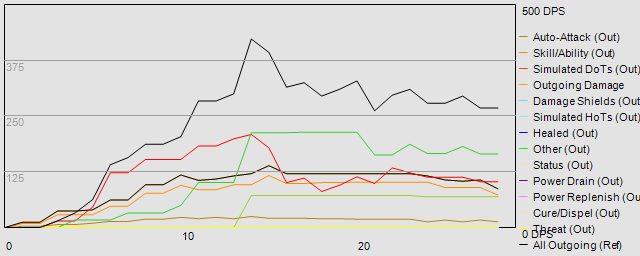 500 DPS
375
250
125
0
10
20
Auto-Attack (Out)
Skill/Ability (Out)
Simulated DoTs (Out)
Outgoing Damage
Damage Shields (Out
Simulated HoTs (Out)
Healed (Out)
Other (Out)
Status (Out)
Power Drain (Out)
Power Replenish (Ou
Cure/Dispel (Out)
0 DPS
Threat (Out)
All Outgoing (Ref)